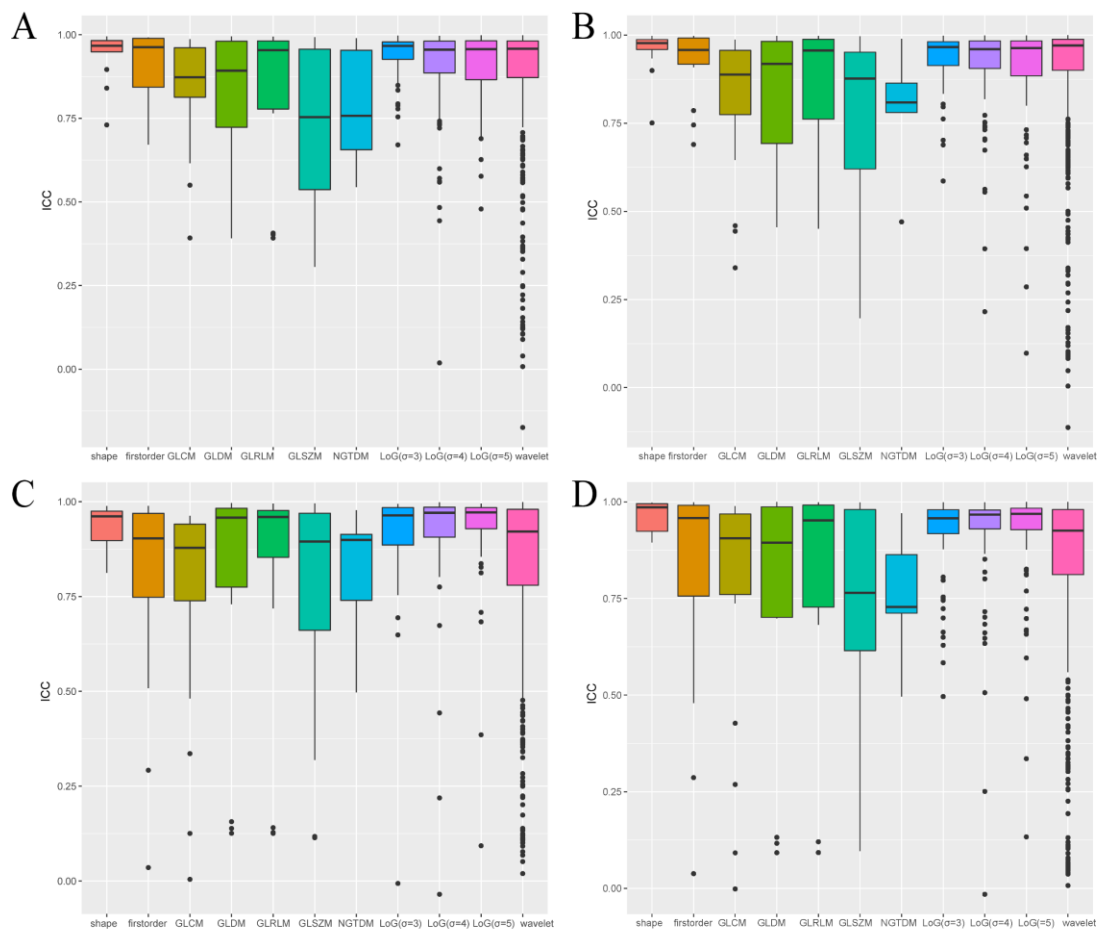 A
1.00
0.75
0.50
0.25
0.00
ICC
shape firstorder GLCM GLDM GLRLM GLSZM NGTDM LoG(σ=3) LoG(σ=4) LoG(σ=5) wavelet
B
1.00
0.75
0.50
0.25
0.00
ICC
shape firstorder GLCM GLDM GLRLM GLSZM NGTDM LoG(σ=3) LoG(σ=4) LoG(σ=5) wavelet
C
1.00
0.75
0.50
0.25
0.00
ICC
shape firstorder GLCM GLDM GLRLM GLSZM NGTDM LoG(σ=3) LoG(σ=4) LoG(σ=5) wavelet
D
1.00
0.75
0.50
0.25
0.00
ICC
shape firstorder GLCM GLDM GLRLM GLSZM NGTDM LoG(σ=3) LoG(σ=4) LoG(=5) wavelet